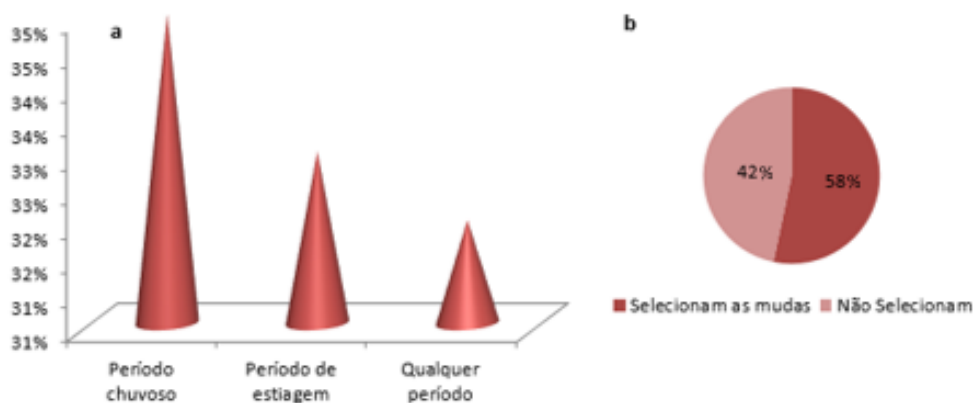 a
35%
35%
34%
34%
33%
33%
32%
32%
31%
31%
Período
chuvoso
Período de
estiagem
Qualquer
período
b
42%
58%
Selecionam as mudas
Não Selecionam